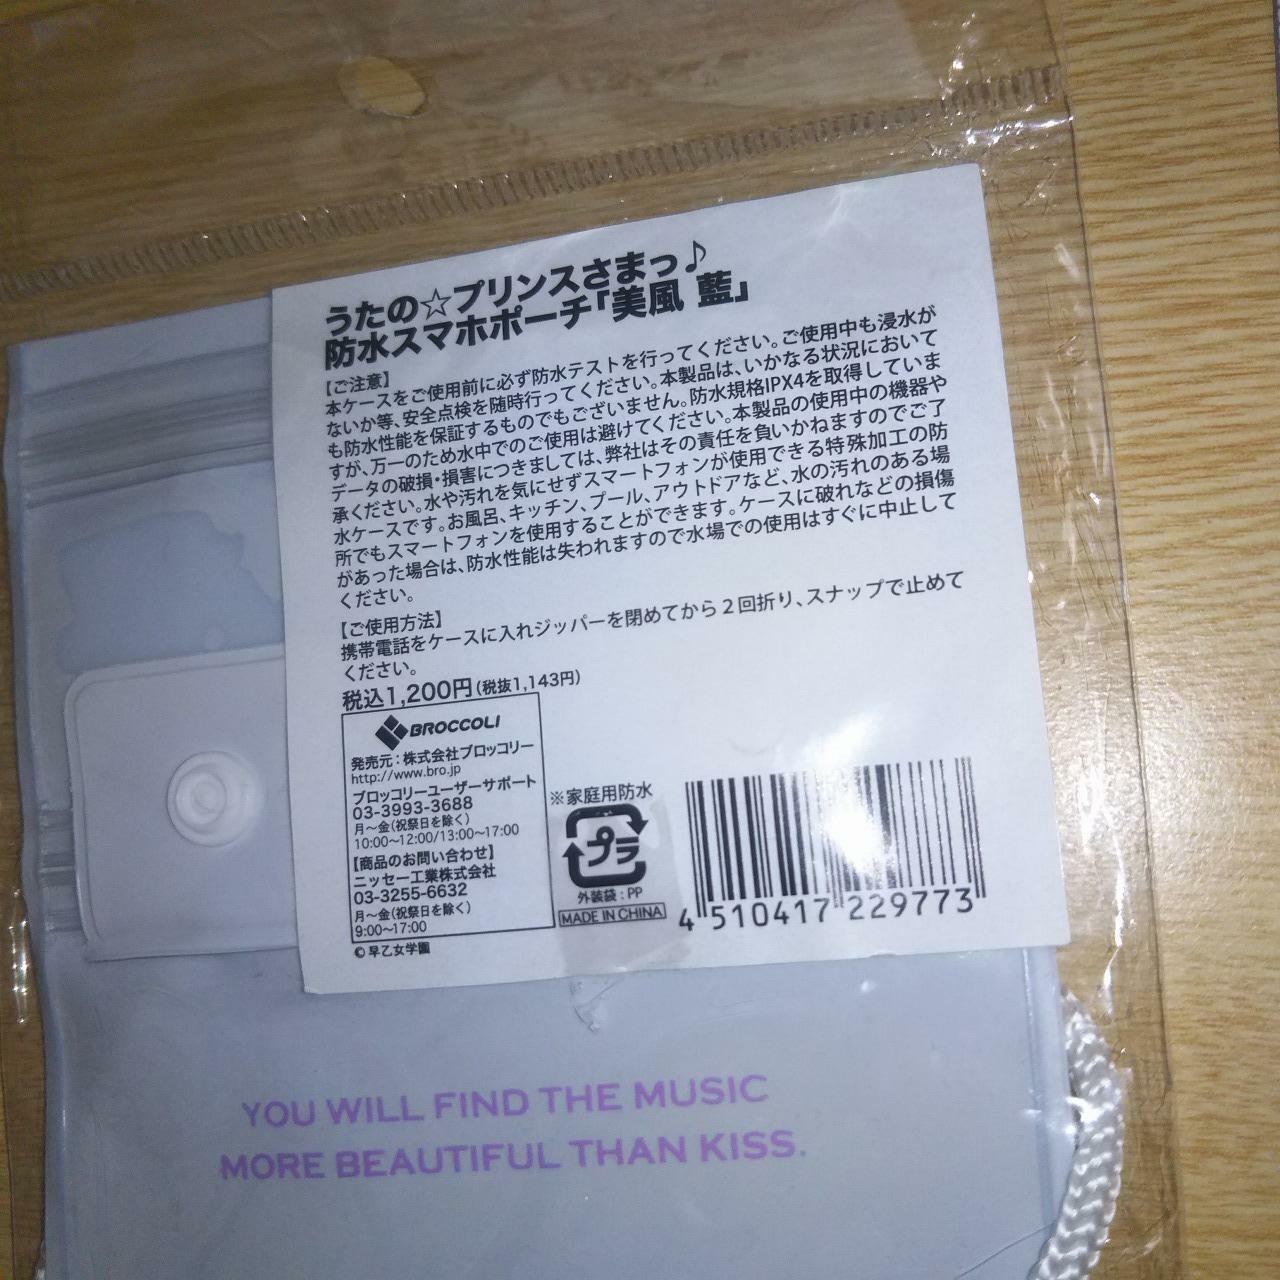 うたの☆プリンスさまっ♪
防水スマホポーチ「美風 藍」
【ご注意】
本ケースをご使用前に必ず防水テストを行ってください。ご使用中も浸水が
ないか等、安全点検を随時行ってください。本製品は、いかなる状況において
も防水性能を保証するものでもございません。防水規格IPX4を取得していま
すが、万一のため水中でのご使用は避けてください。本製品の使用中の機器や
データの破損・損害につきましては、弊社はその責任を負いかねますのでご了
承ください。水や汚れを気にせずスマートフォンが使用できる特殊加工の防
水ケースです。お風呂、キッチン、プール、アウトドアなど、水の汚れのある場
所でもスマートフォンを使用することができます。ケースに破れなどの損傷
があった場合は、防水性能は失われますので水場での使用はすぐに中止して
ください。
【ご使用方法】
携帯電話をケースに入れジッパーを閉めてから2回折り、スナップで止めて
ください。
税込1,200円(税抜1,143円)
BROCCOLI
発売元:株式会社ブロッコリー
http://www.bro.jp
ブロッコリーユーザーサポート
03-3993-3688
月～金(祝祭日を除く)
10:00～12:00/13:00～17:00
【商品のお問い合わせ】
ニッセー工業株式会社
03-3255-6632
月～金(祝祭日を除く)
9:00～17:00
©早乙女学園
※家庭用防水
プラ
外装袋:PP
MADE IN CHINA
4 510417 229773
YOU WILL FIND THE MUSIC
MORE BEAUTIFUL THAN KISS.